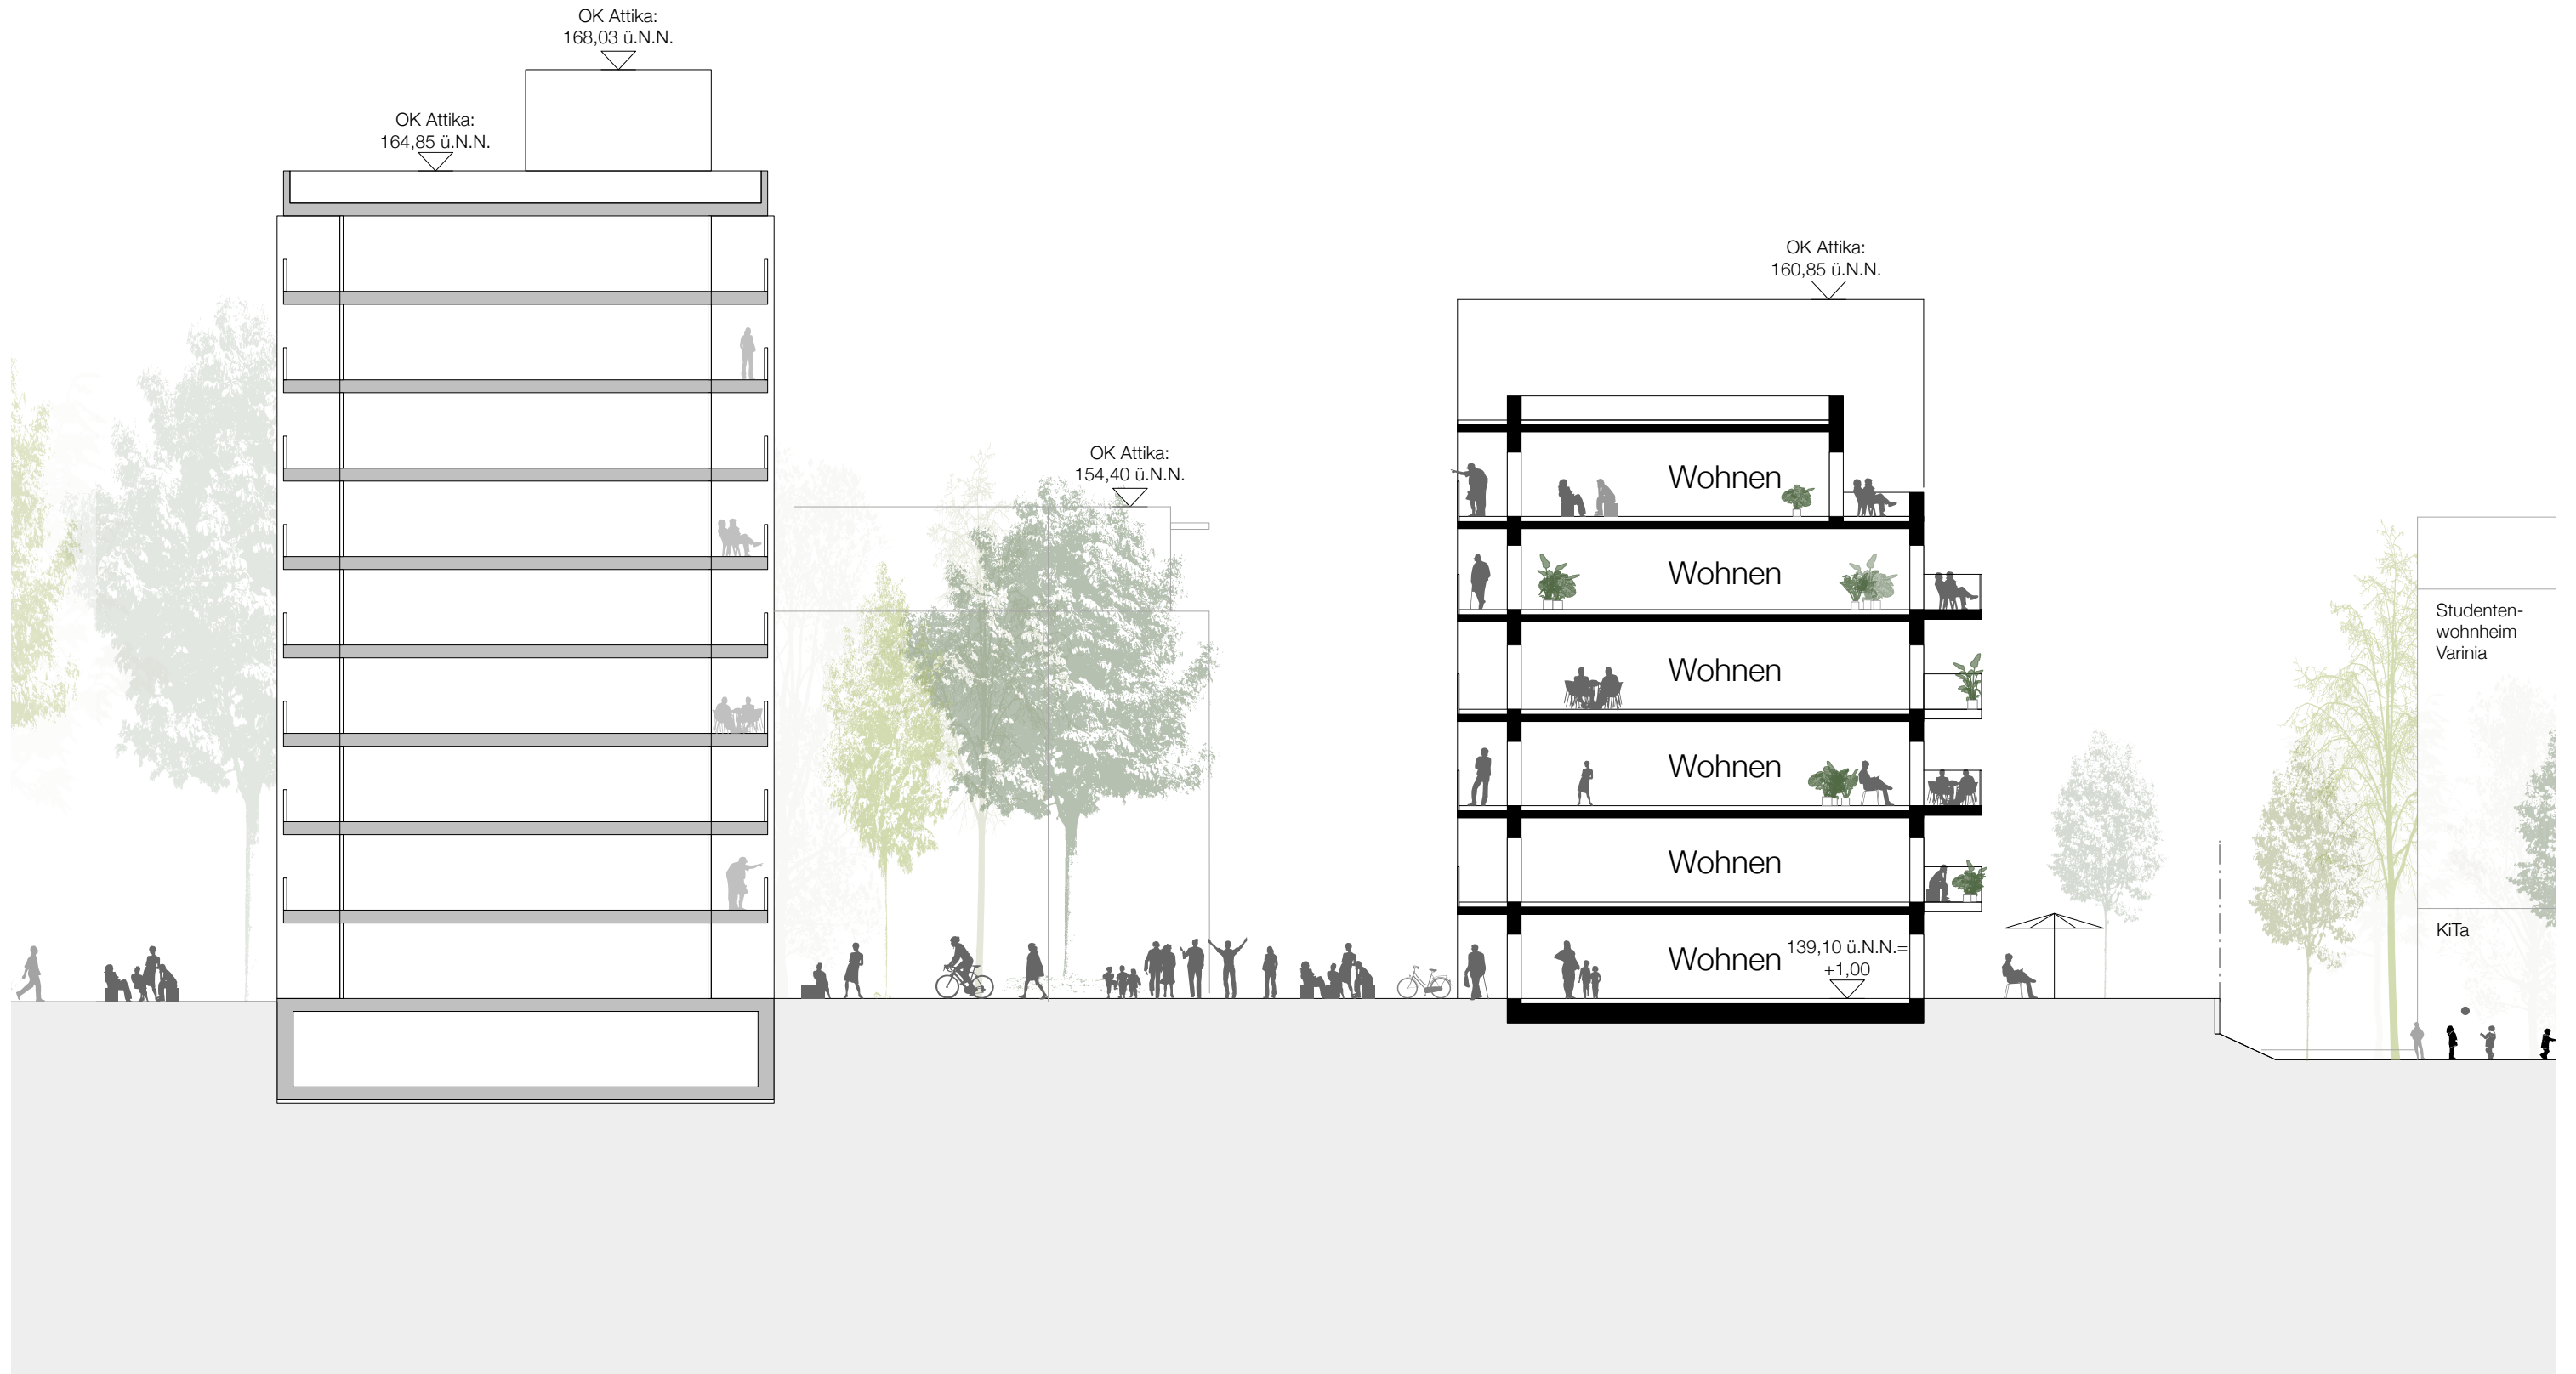 OK Attika:
168,03 ü.N.N.
OK Attika:
164,85 ü.N.N.
OK Attika:
160,85 ü.N.N.
OK Attika:
154,40 ü.N.N.
Wohnen
Wohnen
Wohnen
Wohnen
Wohnen
Wohnen
139,10 ü.N.N.=
+1,00
Studenten-
wohnheim
Varinia
KiTa